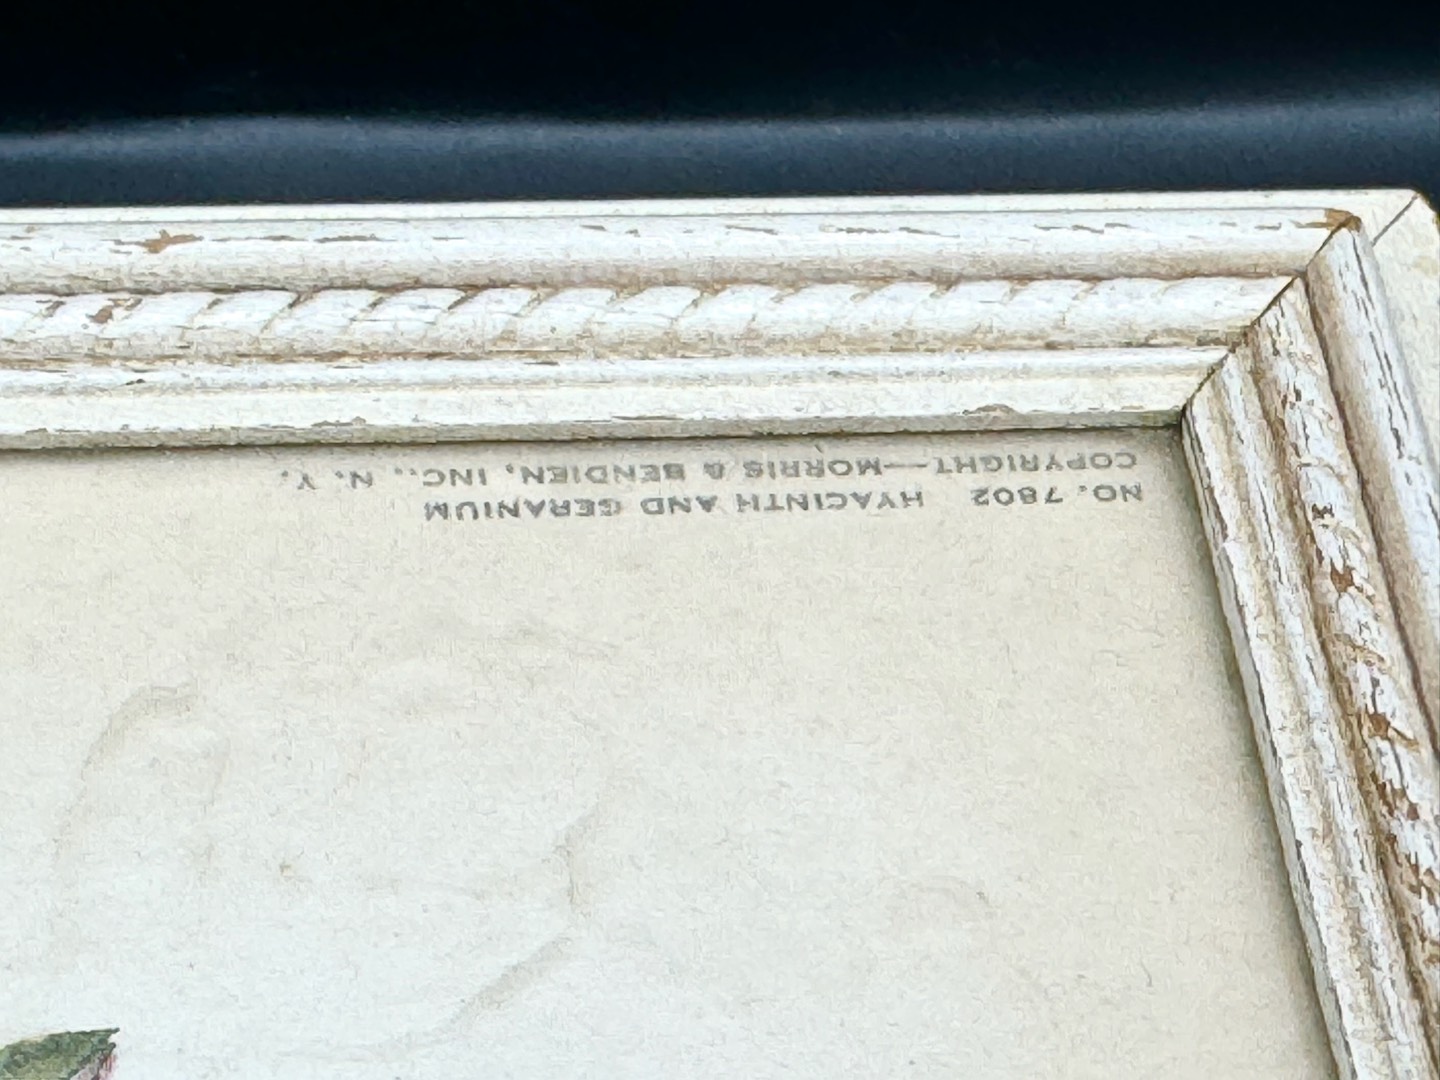 NO. 7802 HYACINTH AND GERANIUM
COPYRIGHT—MORRIS & BENDIEN, INC., N. Y.